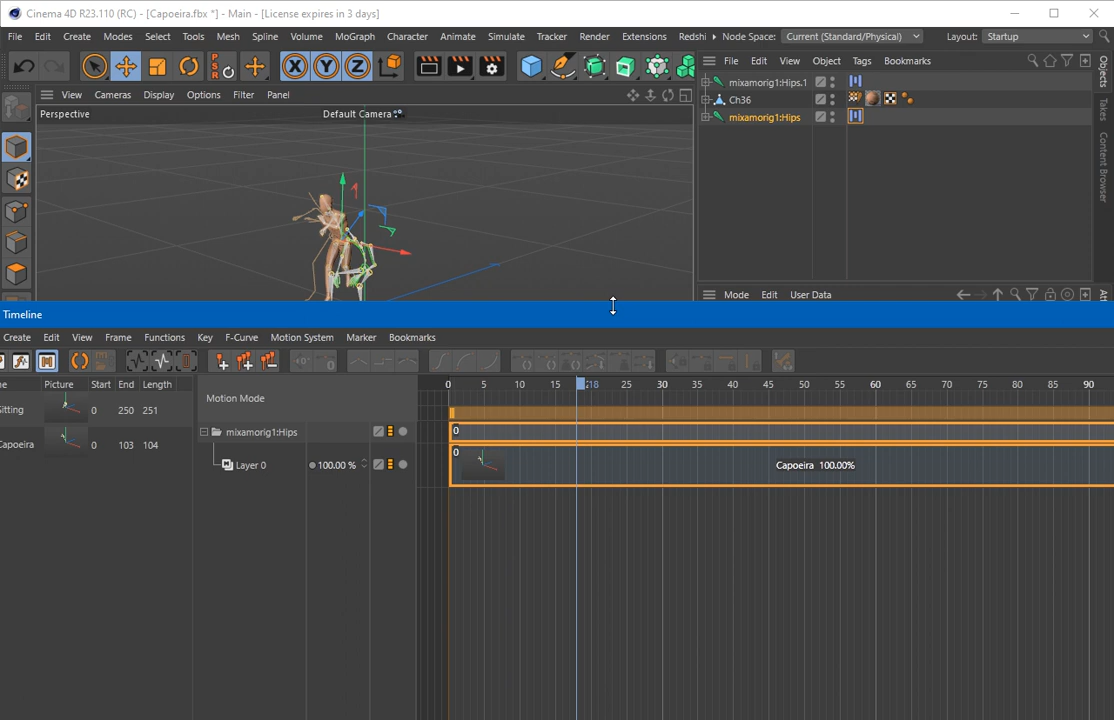 Cinema 4D R23.110 (RC) - [Capoeira.fbx *] - Main - [License expires in 3 days]
File Edit Create Modes Select Tools Mesh Spline Volume MoGraph Character Animate Simulate Tracker Render Extensions Redshi Node Space: Current (Standard/Physical) Layout: Startup
X Y Z
PSR
View Cameras Display Options Filter Panel
File Edit View Object Tags Bookmarks
Perspective
Default Camera
mixamorig1:Hips.1
Ch36
mixamorig1:Hips
Objects
Takes
Content Browser
Mode Edit User Data
Timeline
Create Edit View Frame Functions Key F-Curve Motion System Marker Bookmarks
Picture Start End Length
0 5 10 15 18 25 30 35 40 45 50 55 60 65 70 75 80 85 90
Motion Mode
itting 0 250 251
mixamorig1:Hips
0
Capoeira 0 103 104
0
Layer 0 100.00 %
Capoeira 100.00%